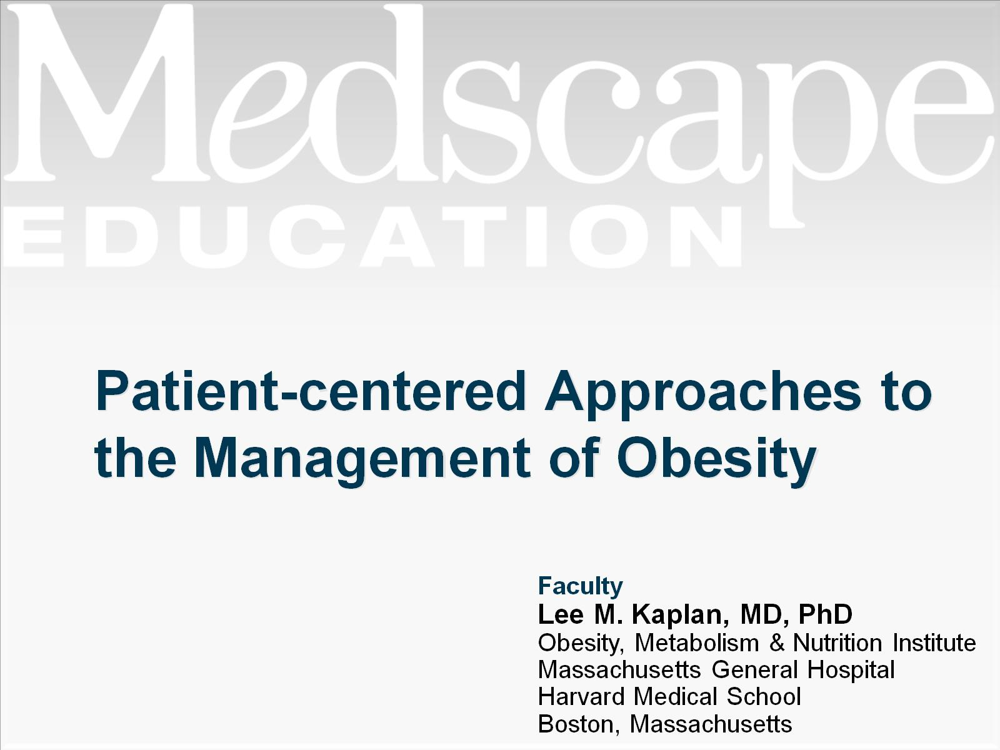 Medscape
EDUCATION
Patient-centered Approaches to
the Management of Obesity
Faculty
Lee M. Kaplan, MD, PhD
Obesity, Metabolism & Nutrition Institute
Massachusetts General Hospital
Harvard Medical School
Boston, Massachusetts